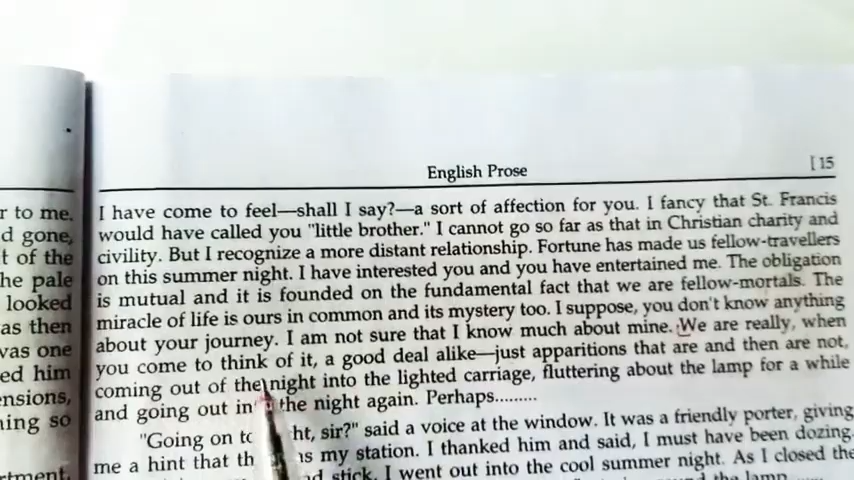 English Prose [ 15
r to me. I have come to feel—shall I say?—a sort of affection for you. I fancy that St. Francis
d gone, would have called you "little brother." I cannot go so far as that in Christian charity and
t of the civility. But I recognize a more distant relationship. Fortune has made us fellow-travellers
he pale on this summer night. I have interested you and you have entertained me. The obligation
looked is mutual and it is founded on the fundamental fact that we are fellow-mortals. The
as then miracle of life is ours in common and its mystery too. I suppose, you don't know anything
was one about your journey. I am not sure that I know much about mine. We are really, when
ed him you come to think of it, a good deal alike—just apparitions that are and then are not,
ensions, coming out of the night into the lighted carriage, fluttering about the lamp for a while
ing so and going out in the night again. Perhaps.........
"Going on to ht, sir?" said a voice at the window. It was a friendly porter, giving
me a hint that th s my station. I thanked him and said, I must have been dozing.
rtment, d stick, I went out into the cool summer night. As I closed the
the lamp